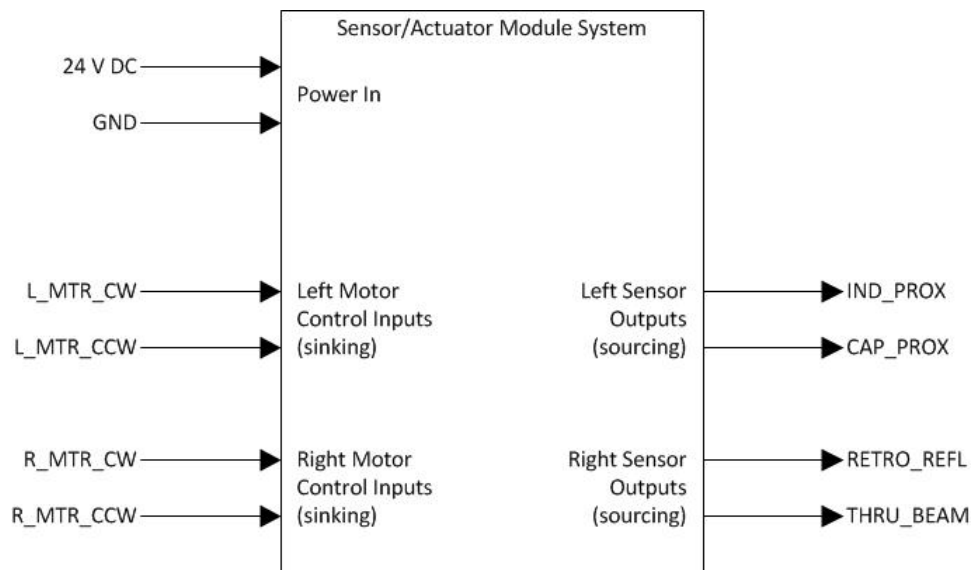 Sensor/Actuator Module System
24 V DC
Power In
GND
L_MTR_CW
Left Motor
Control Inputs
(sinking)
L_MTR_CCW
Left Sensor
Outputs
(sourcing)
IND_PROX
CAP_PROX
R_MTR_CW
Right Motor
Control Inputs
(sinking)
R_MTR_CCW
Right Sensor
Outputs
(sourcing)
RETRO_REFL
THRU_BEAM